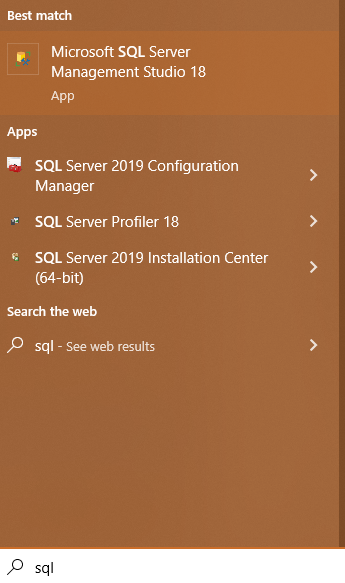 Best match
Microsoft SQL Server
Management Studio 18
App
Apps
SQL Server 2019 Configuration
Manager
SQL Server Profiler 18
SQL Server 2019 Installation Center
(64-bit)
Search the web
sql - See web results
sql